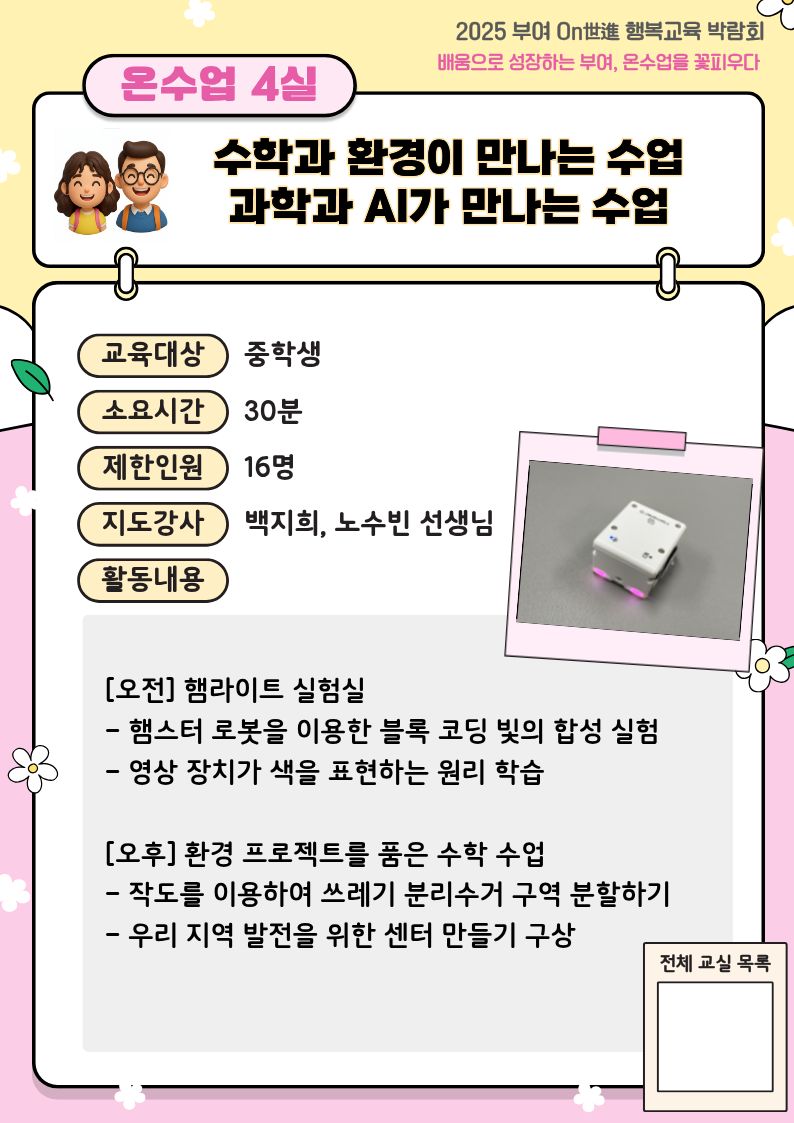 2025 부여 On世進 행복교육 박람회
배움으로 성장하는 부여, 온수업을 꽃피우다
온수업 4실
수학과 환경이 만나는 수업
과학과 AI가 만나는 수업
교육대상 중학생
소요시간 30분
제한인원 16명
지도강사 백지희, 노수빈 선생님
활동내용
[오전] 햄라이트 실험실
- 햄스터 로봇을 이용한 블록 코딩 빛의 합성 실험
- 영상 장치가 색을 표현하는 원리 학습
[오후] 환경 프로젝트를 품은 수학 수업
- 작도를 이용하여 쓰레기 분리수거 구역 분할하기
- 우리 지역 발전을 위한 센터 만들기 구상
전체 교실 목록